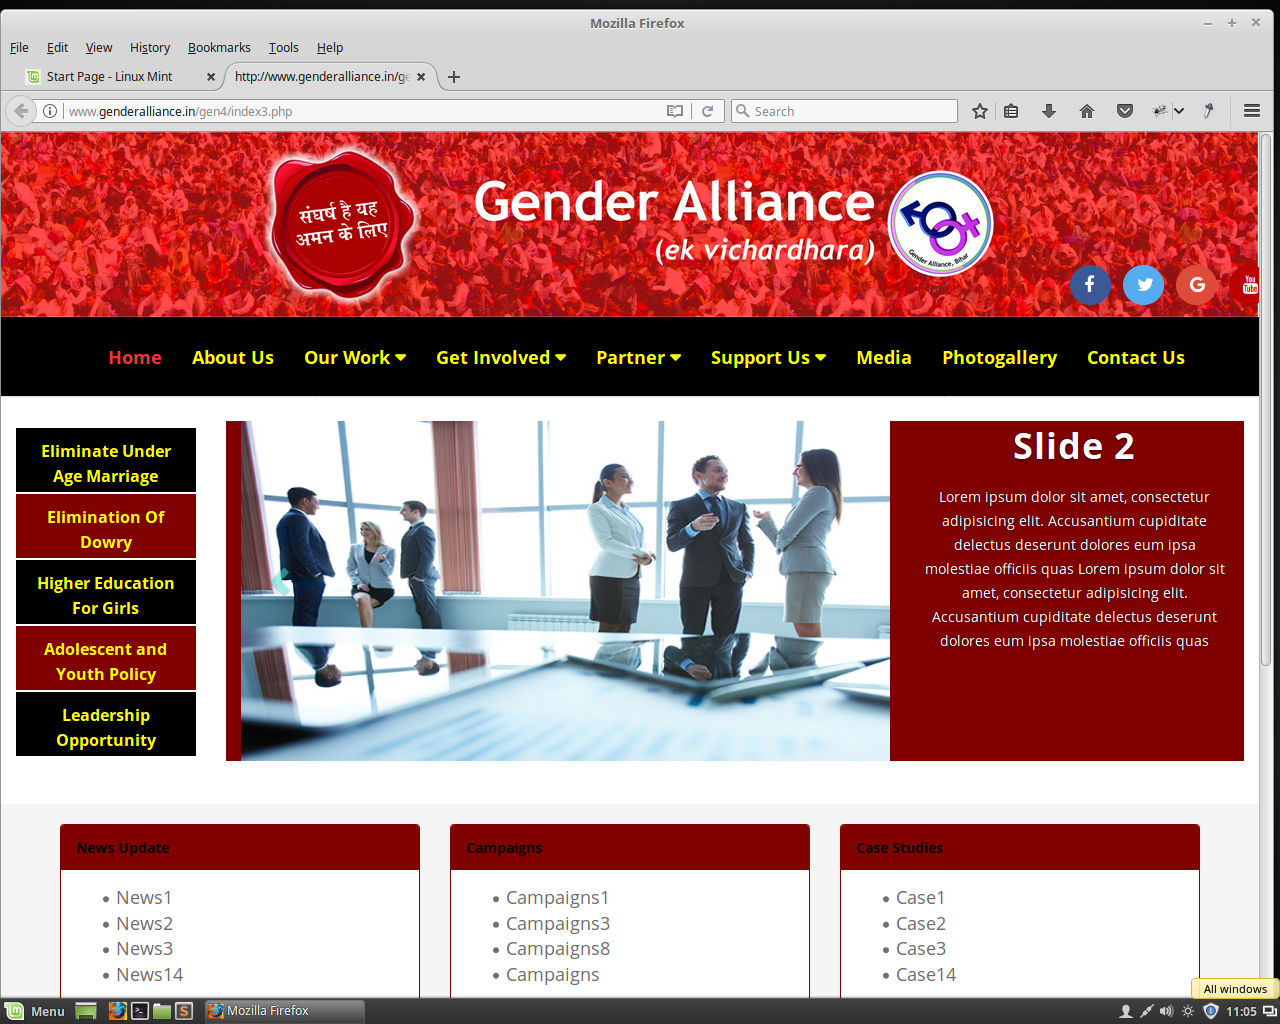 Mozilla Firefox
File Edit View History Bookmarks Tools Help
Start Page - Linux Mint
http://www.genderalliance.in/ge
www.genderalliance.in/gen4/index3.php
Search
संघर्ष है यह
अमन के लिए
Gender Alliance
(ek vichardhara)
Gender Alliance, Bihar
You
Tube
Home About Us Our Work Get Involved Partner Support Us Media Photogallery Contact Us
Eliminate Under
Age Marriage
Elimination Of
Dowry
Higher Education
For Girls
Adolescent and
Youth Policy
Leadership
Opportunity
Slide 2
Lorem ipsum dolor sit amet, consectetur
adipisicing elit. Accusantium cupiditate
delectus deserunt dolores eum ipsa
molestiae officiis quas Lorem ipsum dolor sit
amet, consectetur adipisicing elit.
Accusantium cupiditate delectus deserunt
dolores eum ipsa molestiae officiis quas
News Update
News1
News2
News3
News14
Campaigns
Campaigns1
Campaigns3
Campaigns8
Campaigns
Case Studies
Case1
Case2
Case3
Case14
All windows
Menu
Mozilla Firefox
11:05